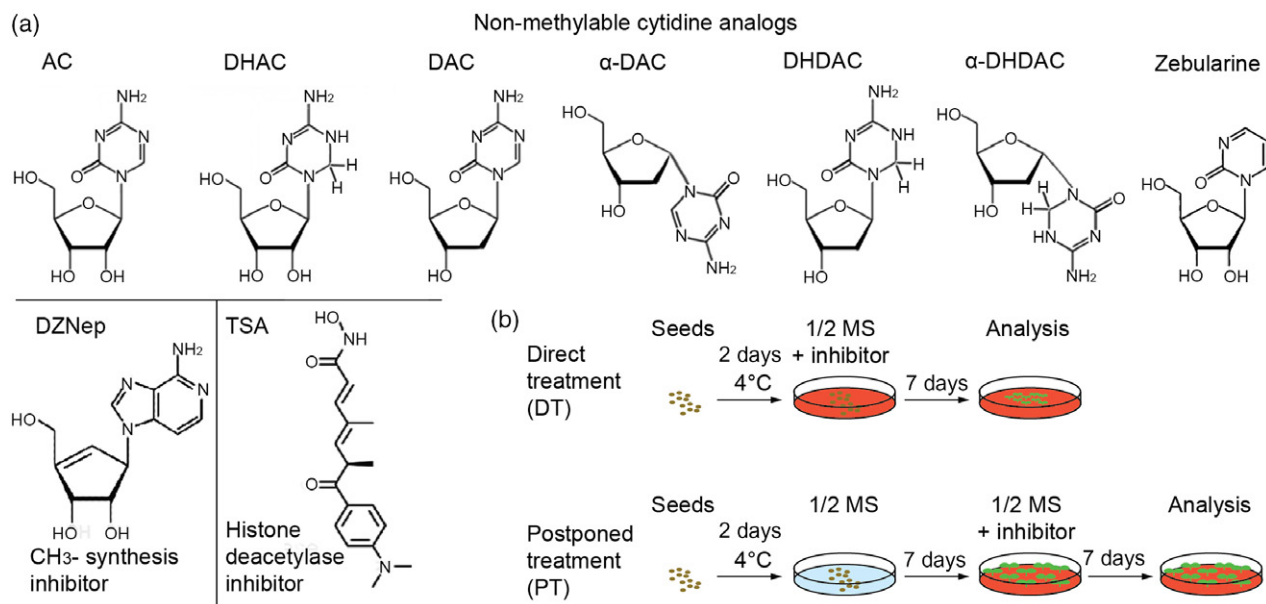 (a)
Non-methylable cytidine analogs
AC
DHAC
DAC
α-DAC
DHDAC
α-DHDAC
Zebularine
NH₂
N
N
O
N
HO
O
HO
OH
NH₂
N
NH
O
N
H
H
HO
O
HO
OH
NH₂
N
N
O
N
HO
O
HO
HO
O
HO
N
O
N
N
NH₂
NH₂
N
NH
O
N
H
H
HO
O
HO
HO
O
HO
H
H
N
O
HN
N
NH₂
N
O
N
HO
O
HO
OH
DZNep
NH₂
N
N
N
HO
HO
OH
CH₃- synthesis
inhibitor
TSA
HO
NH
O
O
N
Histone
deacetylase
inhibitor
(b)
Direct
treatment
(DT)
Seeds
2 days
4°C
1/2 MS
+ inhibitor
7 days
Analysis
Postponed
treatment
(PT)
Seeds
2 days
4°C
1/2 MS
7 days
1/2 MS
+ inhibitor
7 days
Analysis